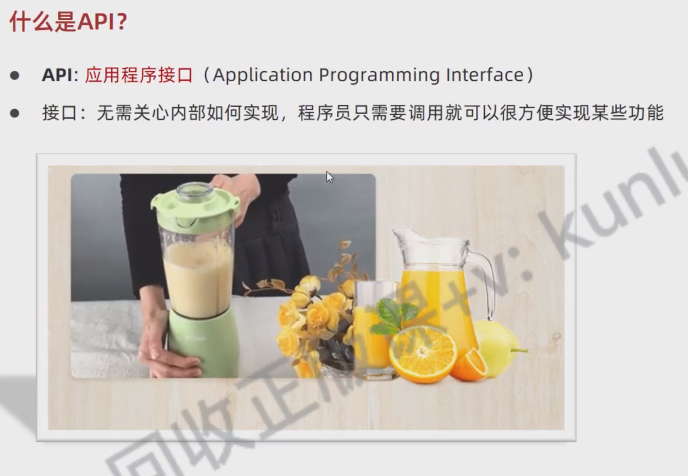 什么是API?
API: 应用程序接口（Application Programming Interface）
接口：无需关心内部如何实现，程序员只需要调用就可以很方便实现某些功能
回收正版课+v: kunlu